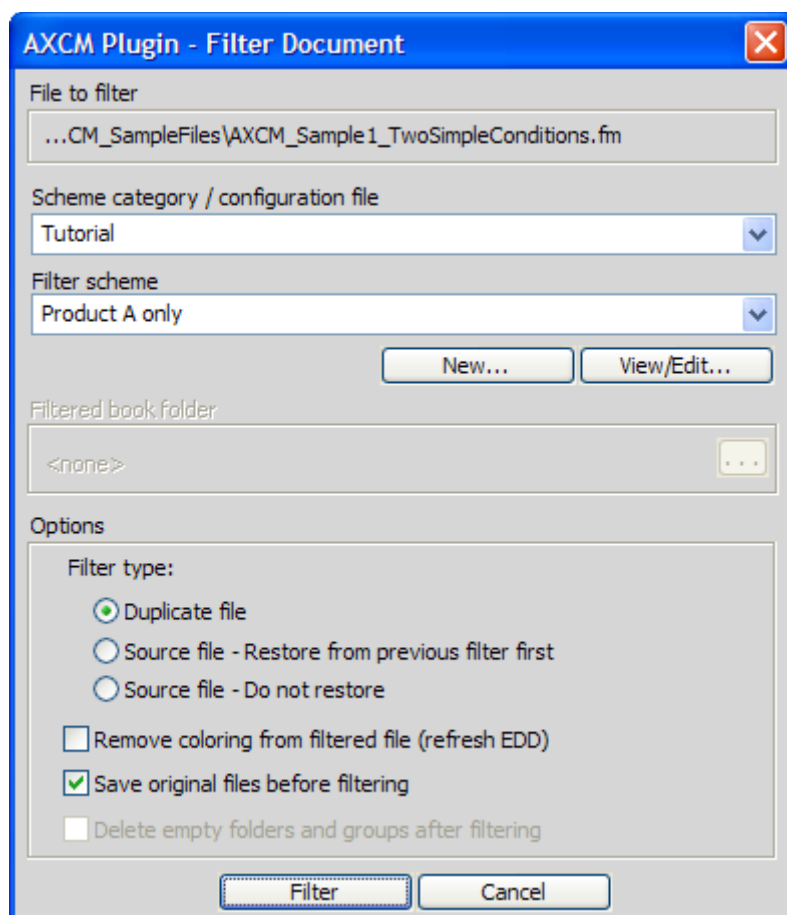 AXCM Plugin - Filter Document
File to filter
...CM_SampleFiles\AXCM_Sample1_TwoSimpleConditions.fm
Scheme category / configuration file
Tutorial
Filter scheme
Product A only
New... View/Edit...
Filtered book folder
<none> ...
Options
Filter type:
Duplicate file
Source file - Restore from previous filter first
Source file - Do not restore
Remove coloring from filtered file (refresh EDD)
Save original files before filtering
Delete empty folders and groups after filtering
Filter Cancel